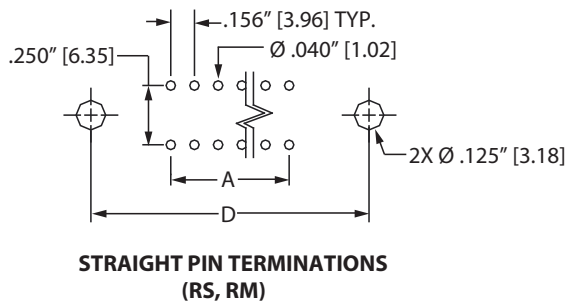 .156” [3.96] TYP.
.250” [6.35]
Ø .040” [1.02]
2X Ø .125” [3.18]
A
D
STRAIGHT PIN TERMINATIONS
(RS, RM)